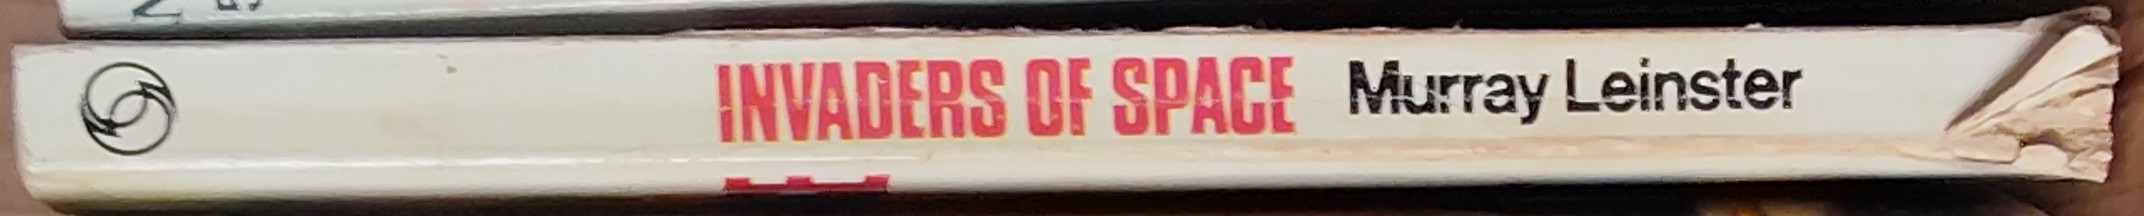 INVADERS OF SPACE Murray Leinster